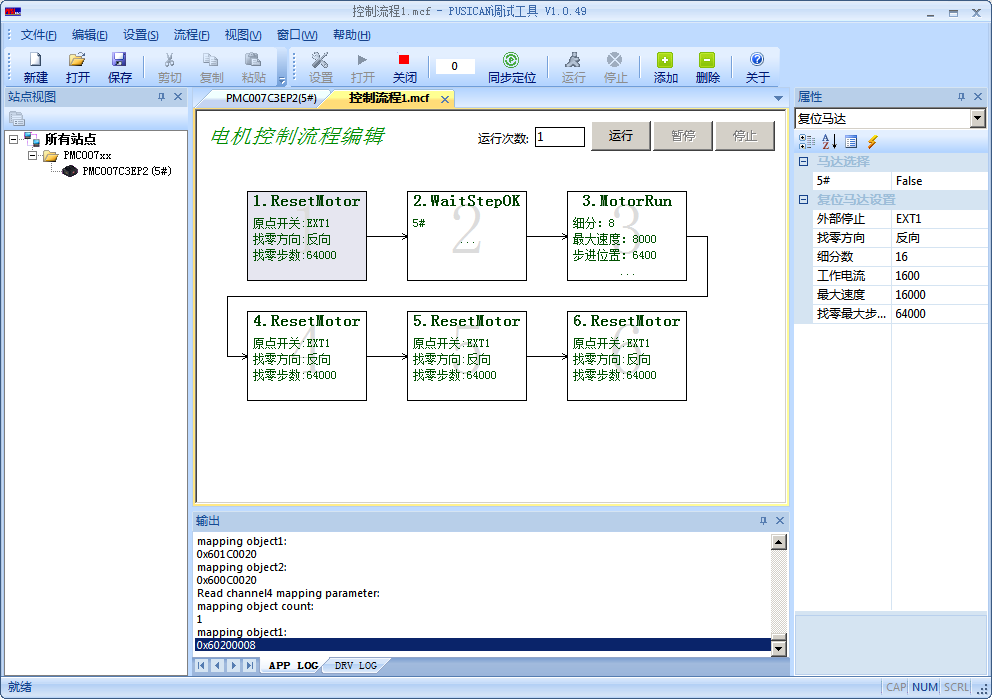 控制流程1.mcf - PUSICAN调试工具 V1.0.49
文件(F) 编辑(E) 设置(S) 流程(F) 视图(V) 窗口(W) 帮助(H)
新建 打开 保存 剪切 复制 粘贴 设置 打开 关闭 0 同步定位 运行 停止 添加 删除 关于
站点视图
所有站点
PMC007xx
PMC007C3EP2(5#)
PMC007C3EP2(5#) 控制流程1.mcf
电机控制流程编辑 运行次数: 1 运行 暂停 停止
1.ResetMotor
1
原点开关:EXT1
找零方向:反向
找零步数:64000
2.WaitStepOK
2
5#
...
3.MotorRun
3
细分: 8
最大速度: 8000
步进位置: 6400
...
4.ResetMotor
4
原点开关:EXT1
找零方向:反向
找零步数:64000
5.ResetMotor
5
原点开关:EXT1
找零方向:反向
找零步数:64000
6.ResetMotor
6
原点开关:EXT1
找零方向:反向
找零步数:64000
输出
mapping object1:
0x601C0020
mapping object2:
0x600C0020
Read channel4 mapping parameter:
mapping object count:
1
mapping object1:
0x60200008
APP LOG DRV LOG
属性
复位马达
马达选择
5# False
复位马达设置
外部停止 EXT1
找零方向 反向
细分数 16
工作电流 1600
最大速度 16000
找零最大步... 64000
就绪 CAP NUM SCRL